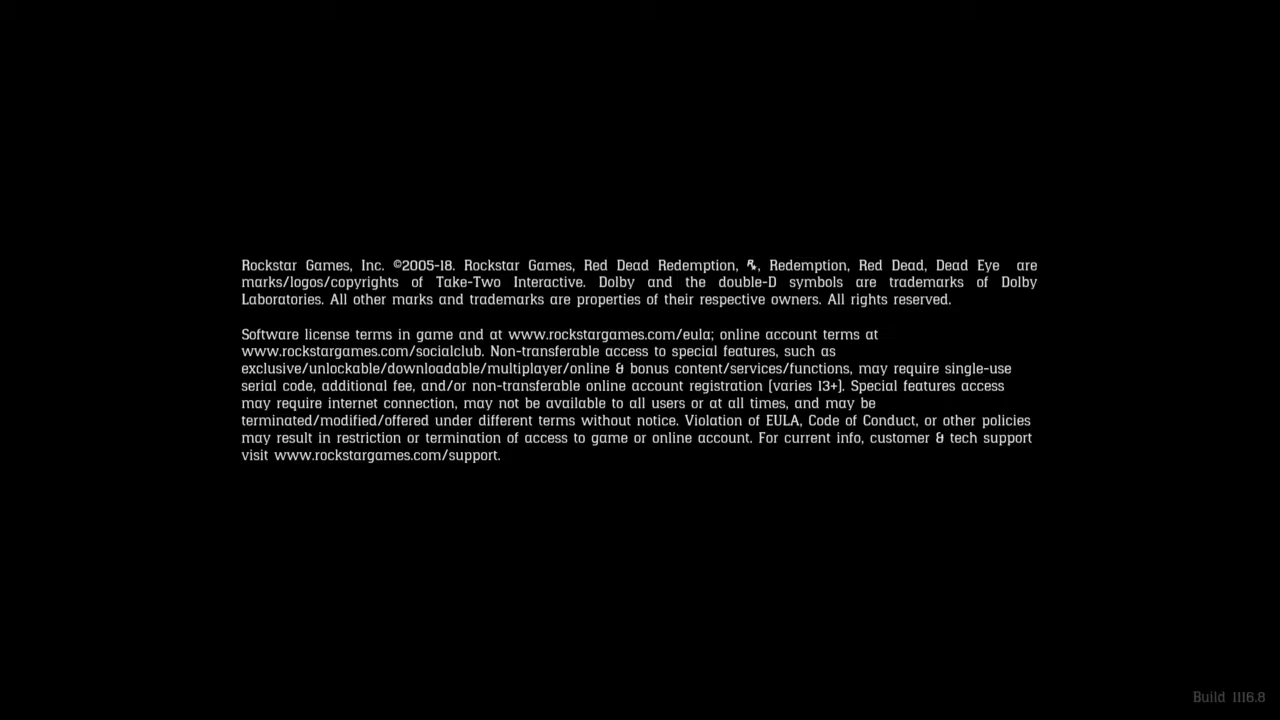 Rockstar Games, Inc. ©2005-18. Rockstar Games, Red Dead Redemption, R*, Redemption, Red Dead, Dead Eye are
marks/logos/copyrights of Take-Two Interactive. Dolby and the double-D symbols are trademarks of Dolby
Laboratories. All other marks and trademarks are properties of their respective owners. All rights reserved.
Software license terms in game and at www.rockstargames.com/eula; online account terms at
www.rockstargames.com/socialclub. Non-transferable access to special features, such as
exclusive/unlockable/downloadable/multiplayer/online & bonus content/services/functions, may require single-use
serial code, additional fee, and/or non-transferable online account registration (varies 13+). Special features access
may require internet connection, may not be available to all users or at all times, and may be
terminated/modified/offered under different terms without notice. Violation of EULA, Code of Conduct, or other policies
may result in restriction or termination of access to game or online account. For current info, customer & tech support
visit www.rockstargames.com/support.
Build 1116.8